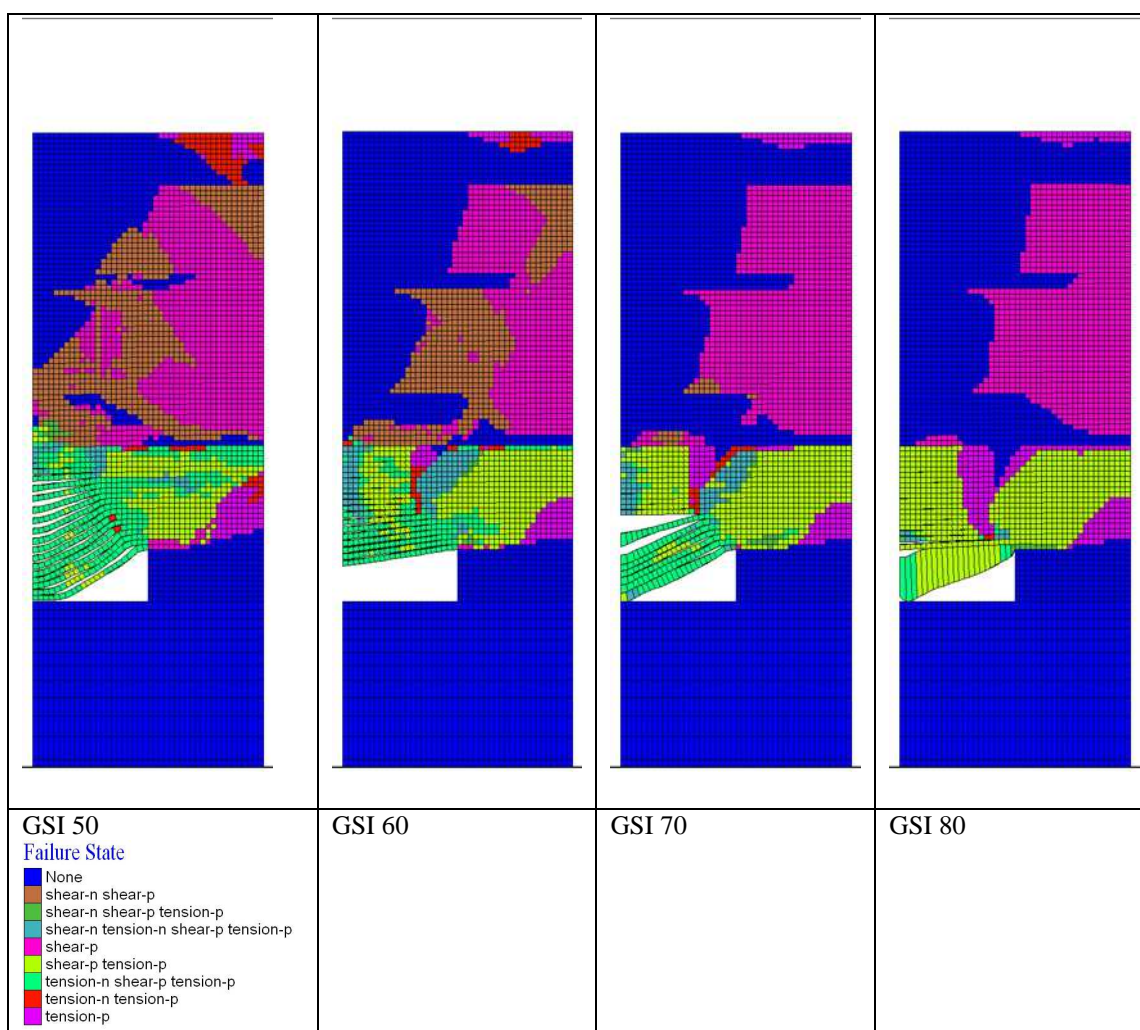 GSI 50
GSI 60
GSI 70
GSI 80
Failure State
None
shear-n shear-p
shear-n shear-p tension-p
shear-n tension-n shear-p tension-p
shear-p
shear-p tension-p
tension-n shear-p tension-p
tension-n tension-p
tension-p